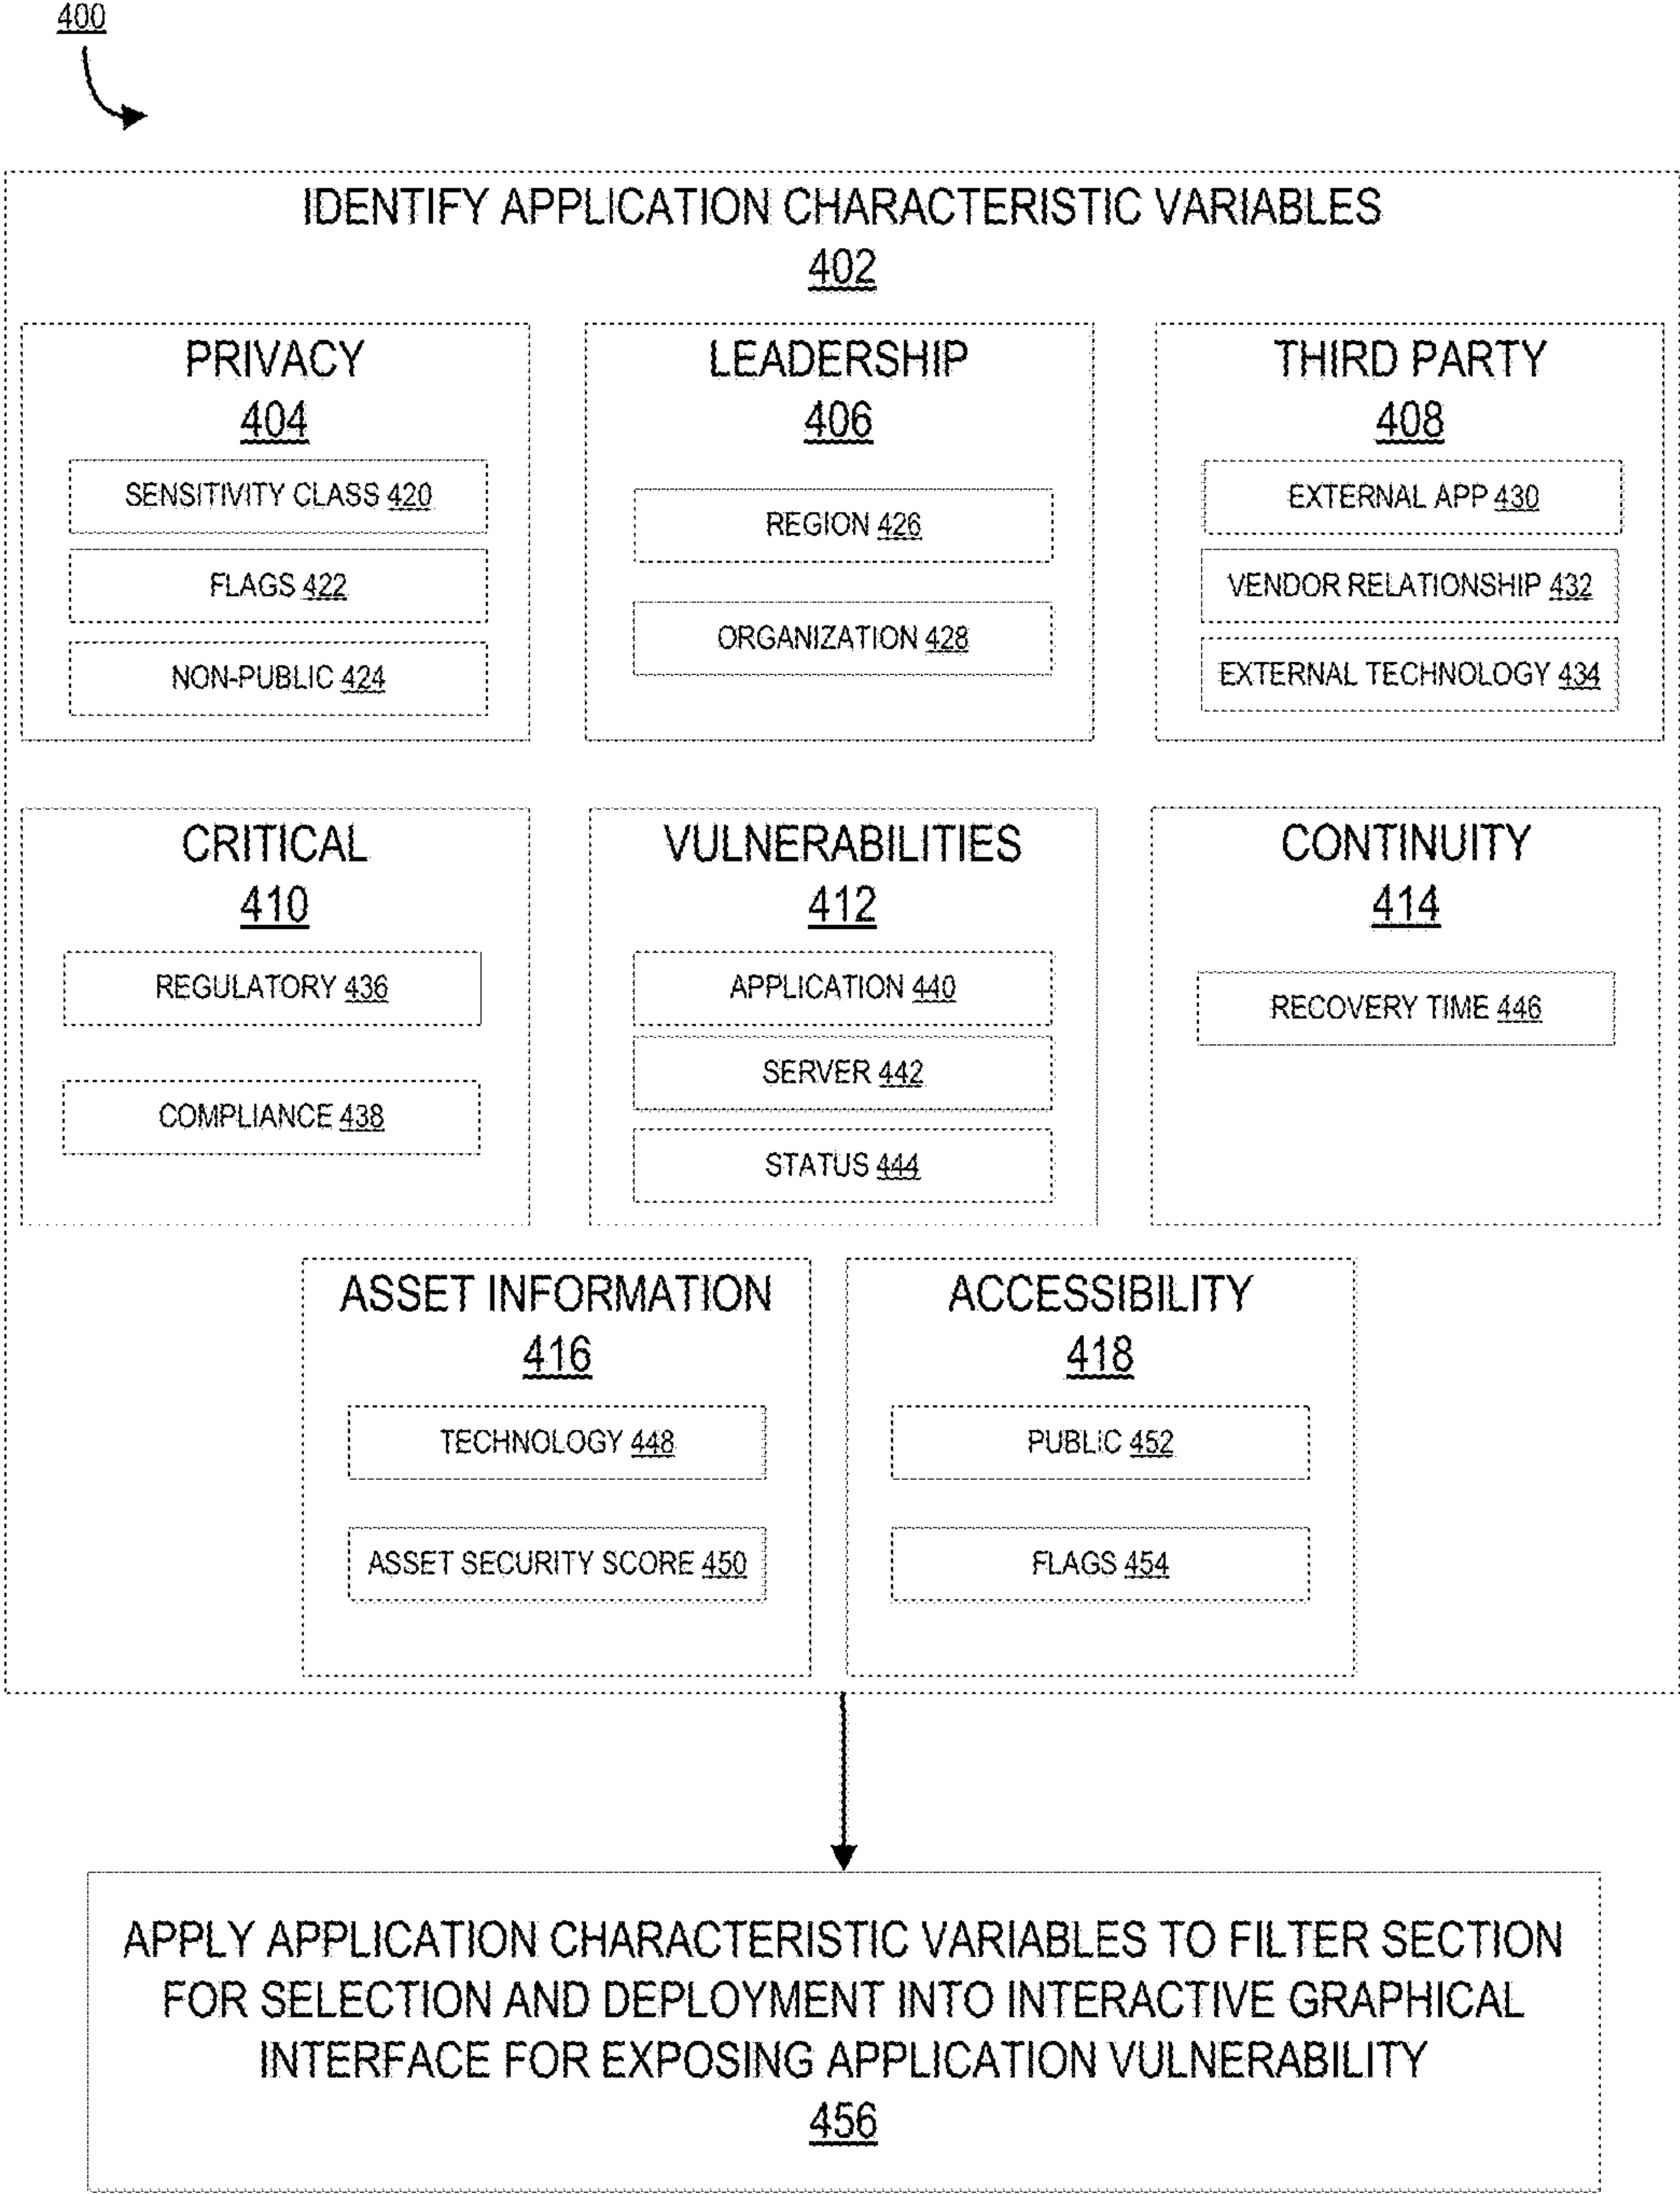 400
IDENTIFY APPLICATION CHARACTERISTIC VARIABLES
402
PRIVACY
404
SENSITIVITY CLASS 420
FLAGS 422
NON-PUBLIC 424
LEADERSHIP
406
REGION 426
ORGANIZATION 428
THIRD PARTY
408
EXTERNAL APP 430
VENDOR RELATIONSHIP 432
EXTERNAL TECHNOLOGY 434
CRITICAL
410
REGULATORY 436
COMPLIANCE 438
VULNERABILITIES
412
APPLICATION 440
SERVER 442
STATUS 444
CONTINUITY
414
RECOVERY TIME 446
ASSET INFORMATION
416
TECHNOLOGY 448
ASSET SECURITY SCORE 450
ACCESSIBILITY
418
PUBLIC 452
FLAGS 454
APPLY APPLICATION CHARACTERISTIC VARIABLES TO FILTER SECTION
FOR SELECTION AND DEPLOYMENT INTO INTERACTIVE GRAPHICAL
INTERFACE FOR EXPOSING APPLICATION VULNERABILITY
456